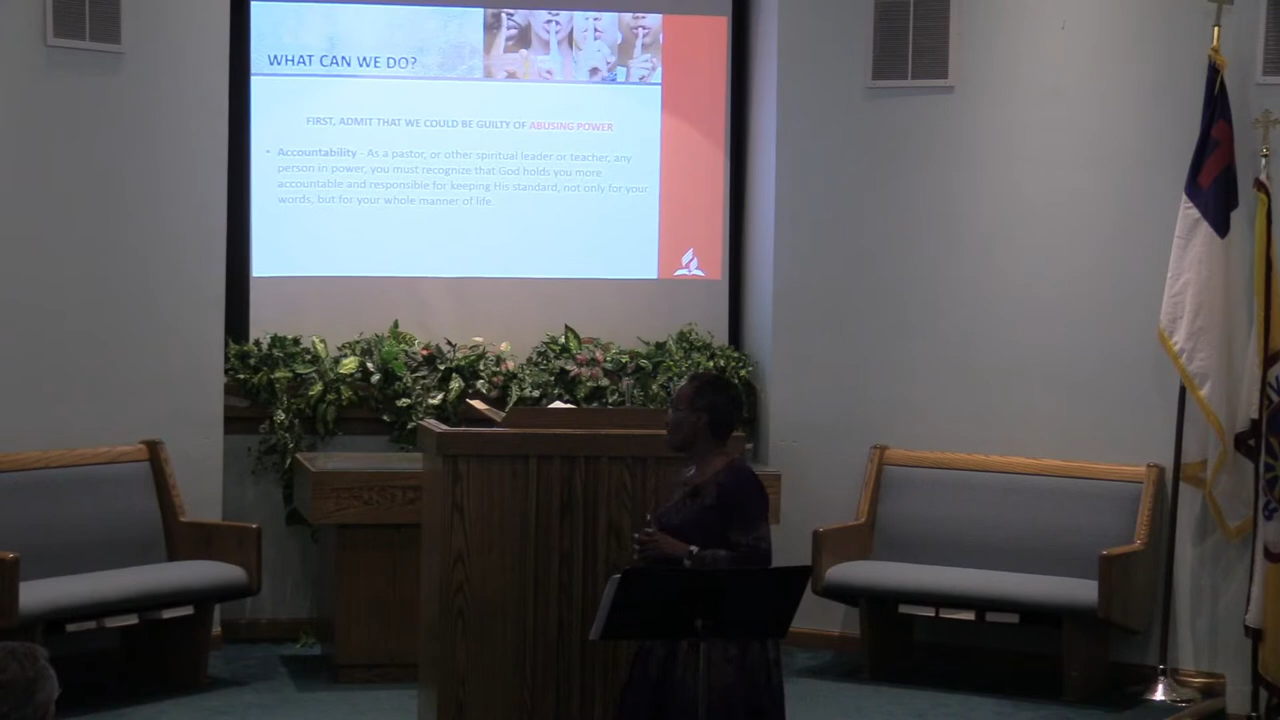 WHAT CAN WE DO?
FIRST, ADMIT THAT WE COULD BE GUILTY OF ABUSING POWER
• Accountability - As a pastor, or other spiritual leader or teacher, any
person in power, you must recognize that God holds you more
accountable and responsible for keeping His standard, not only for your
words, but for your whole manner of life.